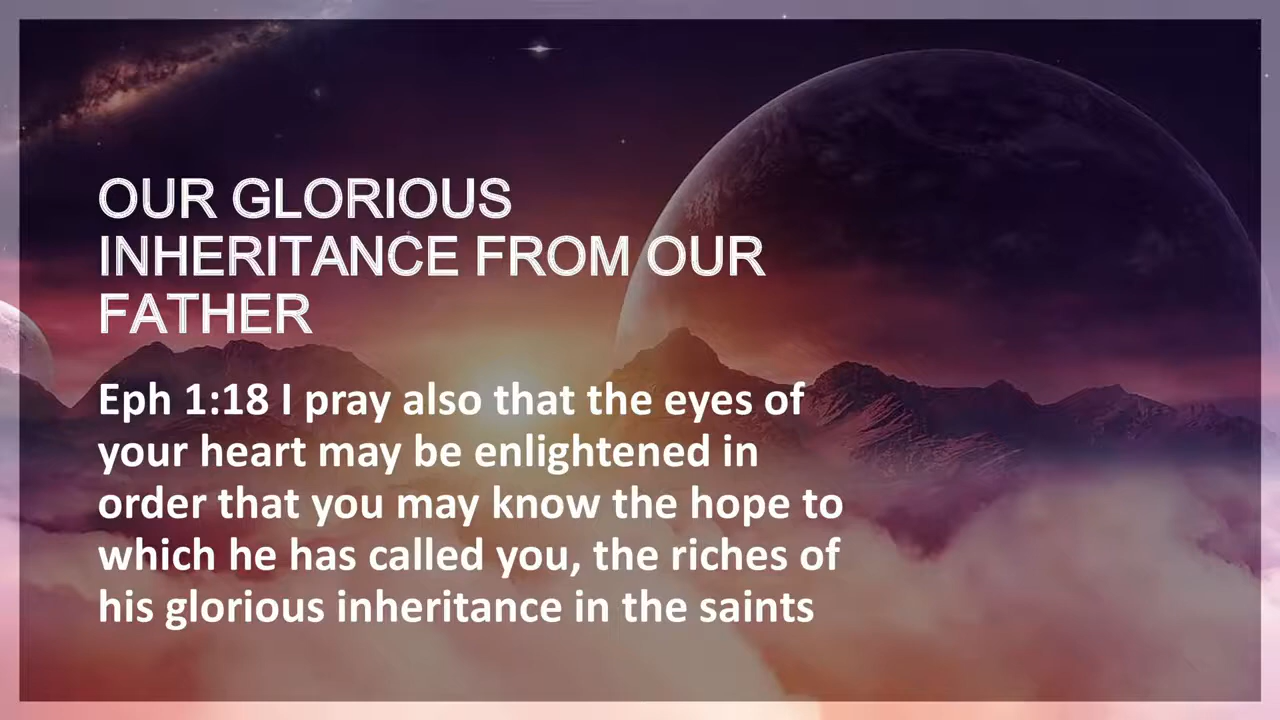 OUR GLORIOUS
INHERITANCE FROM OUR
FATHER
Eph 1:18 I pray also that the eyes of
your heart may be enlightened in
order that you may know the hope to
which he has called you, the riches of
his glorious inheritance in the saints